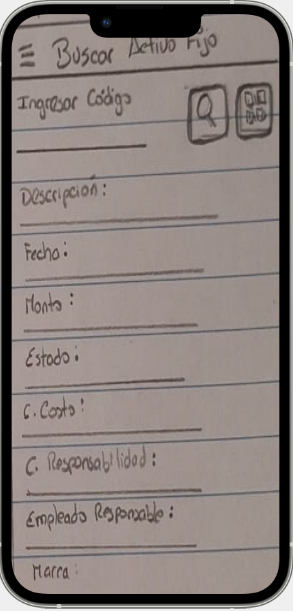 Buscar Activo Fijo
Ingresar Código
Descripción:
Fecha:
Monto:
Estado:
C. Costo:
C. Responsabilidad:
Empleado Responsable:
Marca: